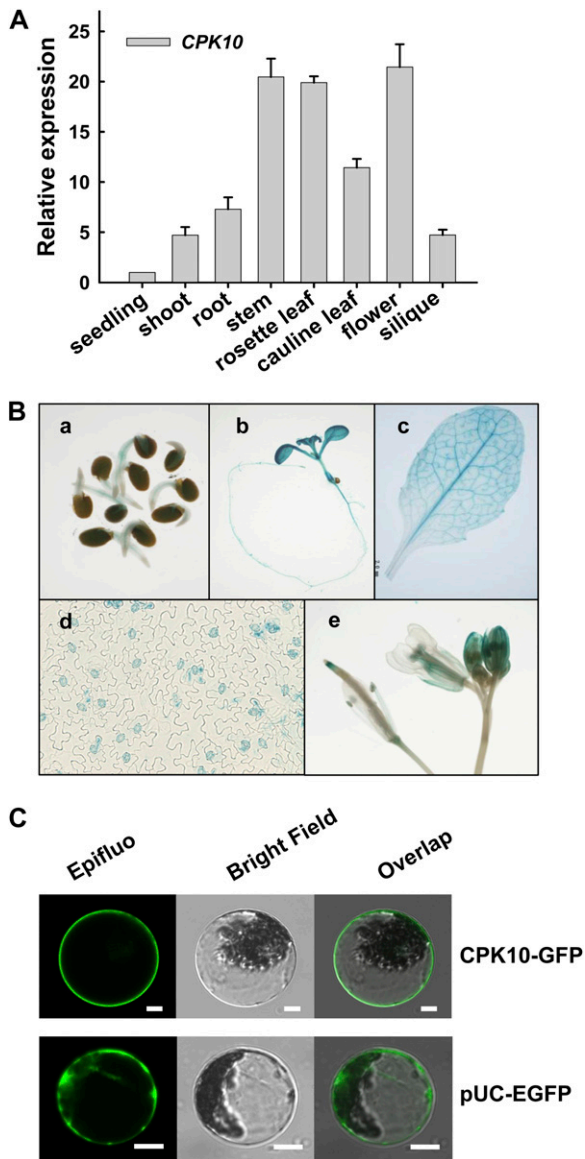 A
CPK10
Relative expression
25
20
15
10
5
0
seedling
shoot
root
stem
rosette leaf
cauline leaf
flower
silique
B
a
b
c
d
e
C
Epifluo
Bright Field
Overlap
CPK10-GFP
pUC-EGFP